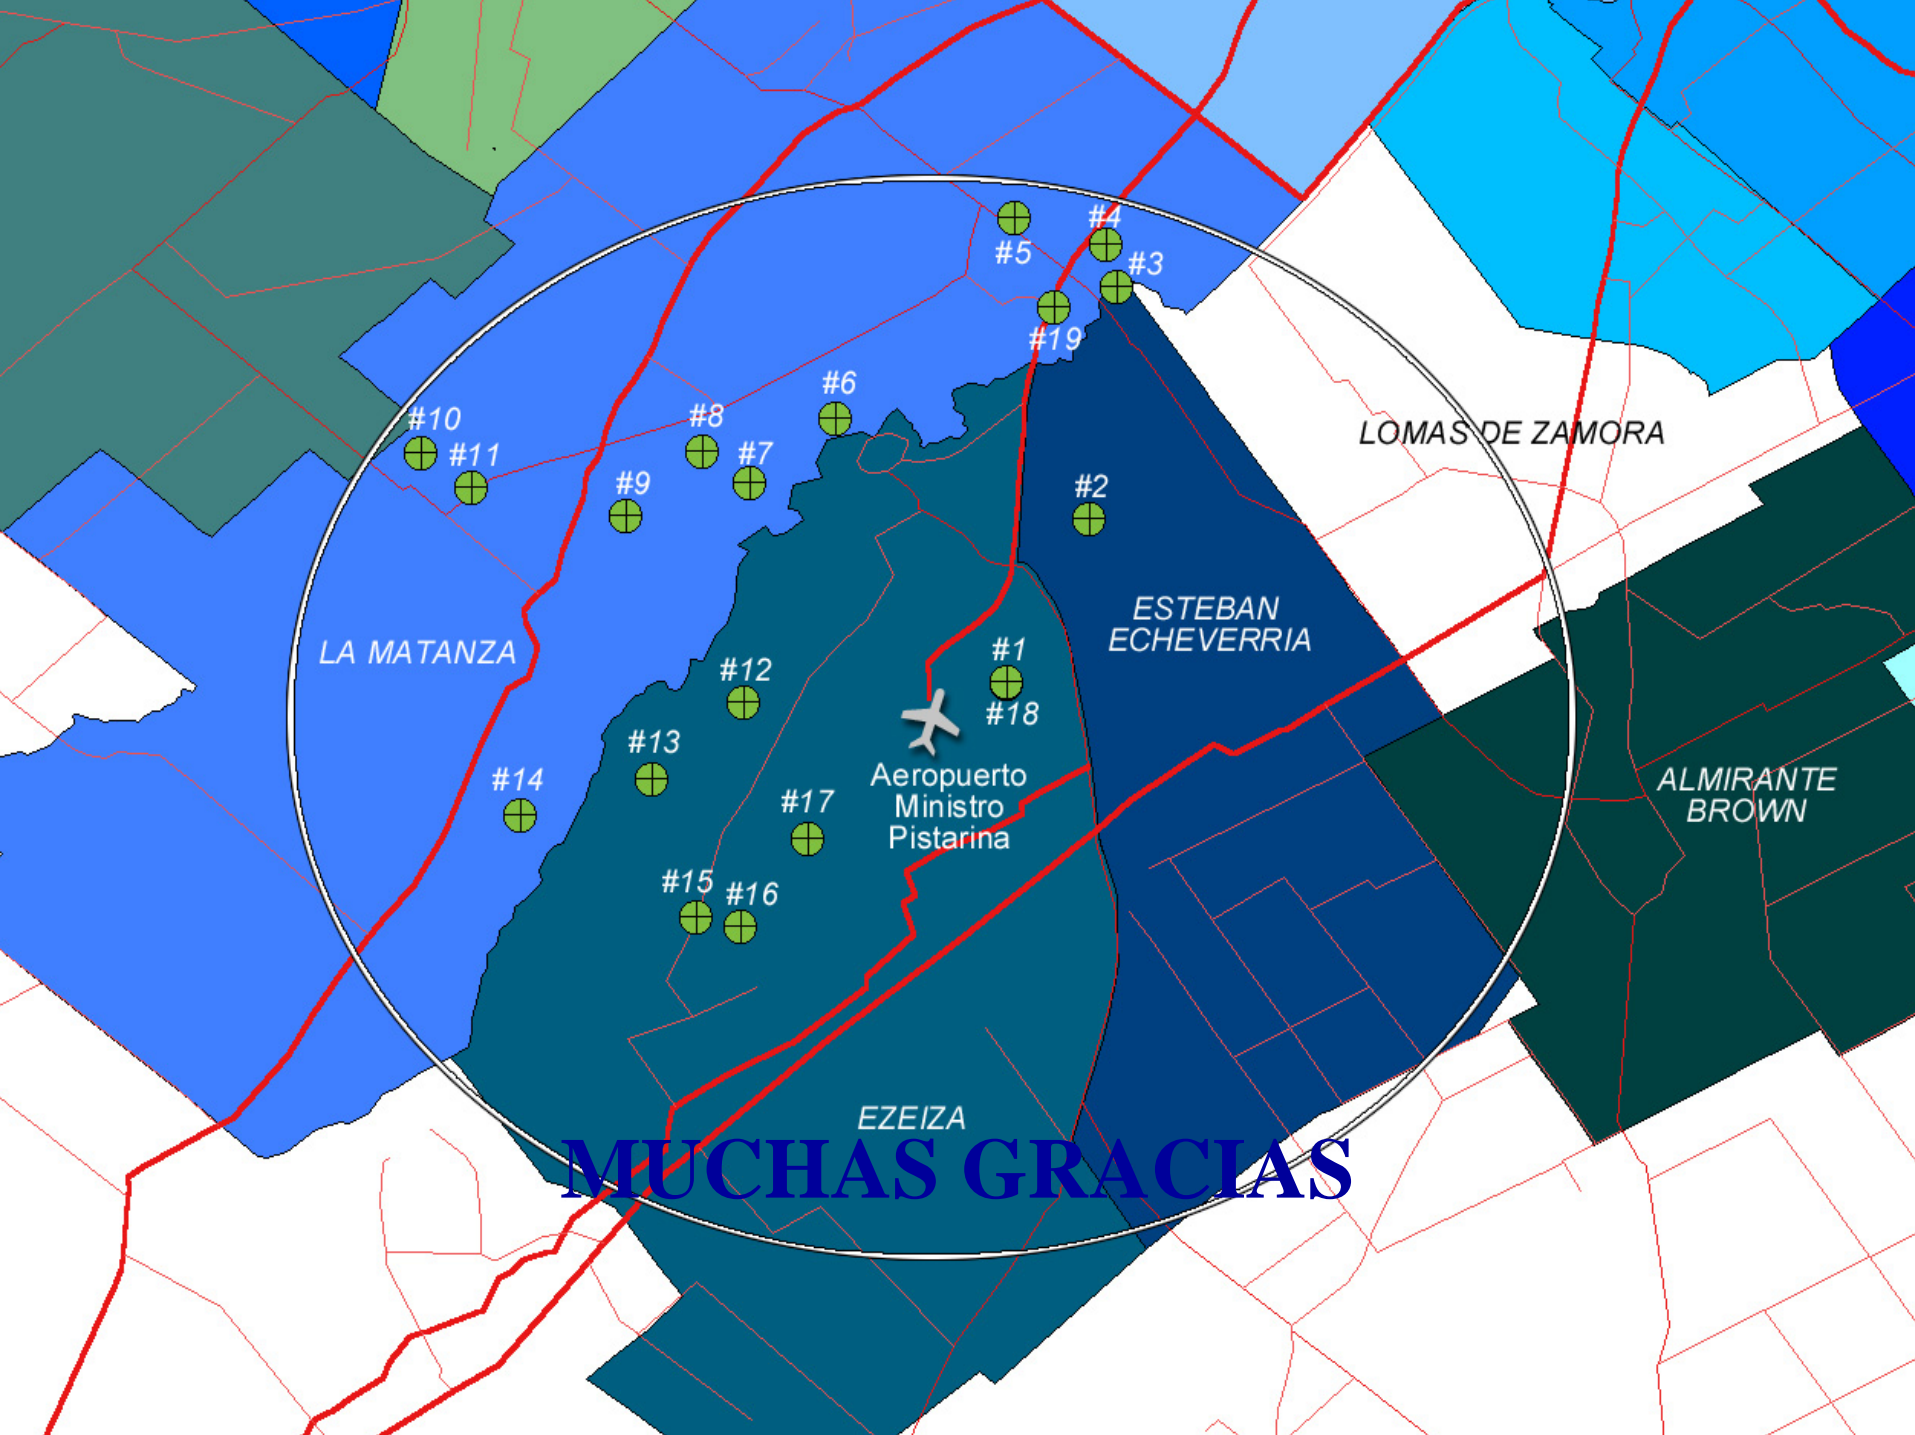 #4
#5
#3
#19
#6
#10
#8
#11
#7
#9
#2
LOMAS DE ZAMORA
ESTEBAN
ECHEVERRIA
LA MATANZA
#1
#12
#18
#13
#14
Aeropuerto
Ministro
Pistarina
#17
ALMIRANTE
BROWN
#15
#16
EZEIZA
MUCHAS GRACIAS